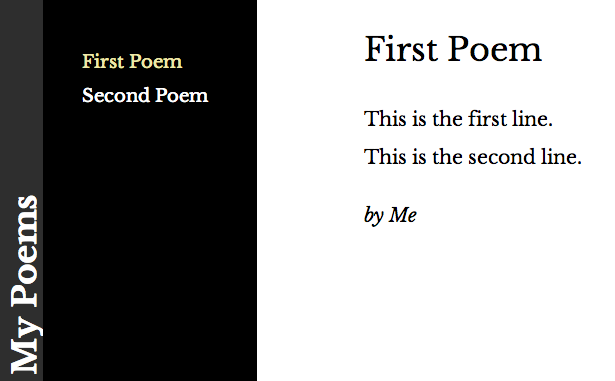 My Poems
First Poem
Second Poem
First Poem
This is the first line.
This is the second line.
by Me